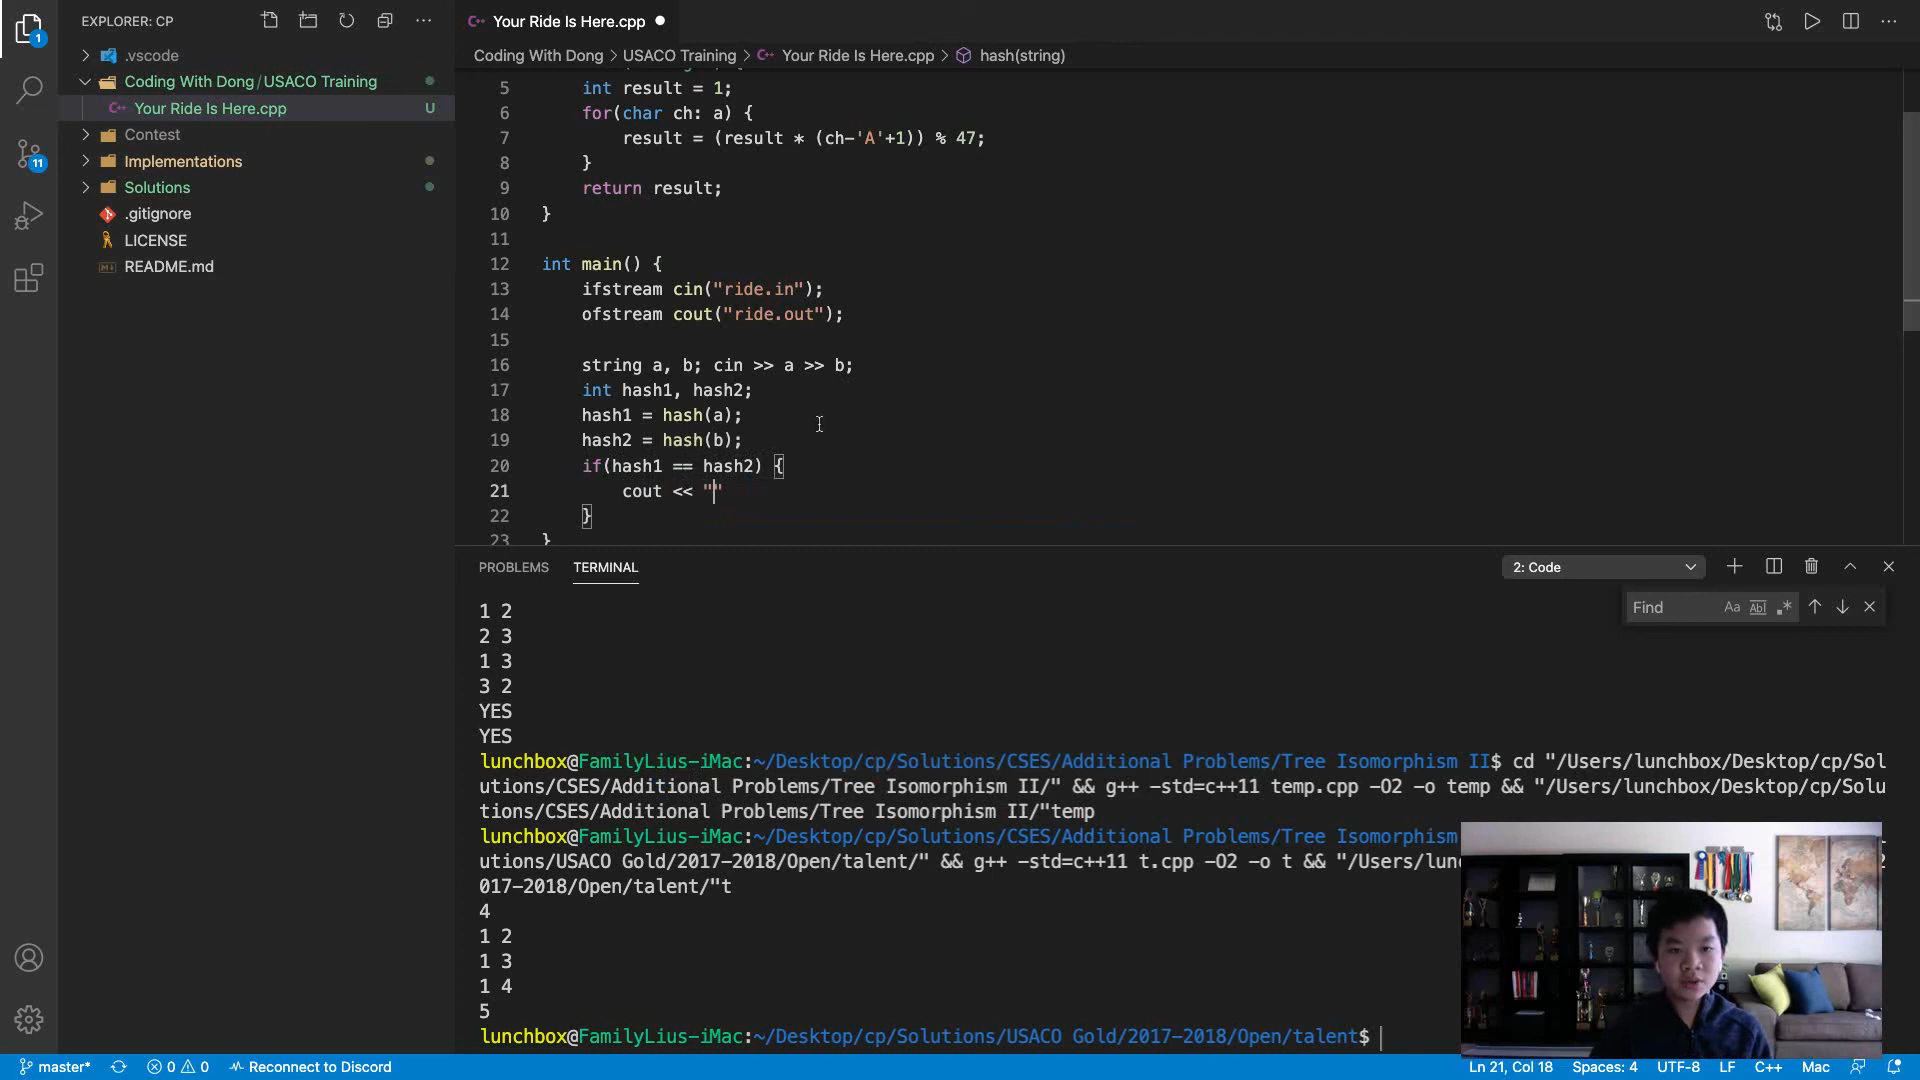 EXPLORER: CP
.vscode
Coding With Dong / USACO Training
Your Ride Is Here.cpp U
Contest
Implementations
Solutions
.gitignore
LICENSE
README.md
1
11
Your Ride Is Here.cpp
Coding With Dong > USACO Training > Your Ride Is Here.cpp > hash(string)
5 int result = 1;
6 for(char ch: a) {
7 result = (result * (ch-'A'+1)) % 47;
8 }
9 return result;
10 }
11
12 int main() {
13 ifstream cin("ride.in");
14 ofstream cout("ride.out");
15
16 string a, b; cin >> a >> b;
17 int hash1, hash2;
18 hash1 = hash(a);
19 hash2 = hash(b);
20 if(hash1 == hash2) {
21 cout << ""
22 }
23 }
PROBLEMS TERMINAL 2: Code
Find Aa Abl .*
1 2
2 3
1 3
3 2
YES
YES
lunchbox@FamilyLius-iMac:~/Desktop/cp/Solutions/CSES/Additional Problems/Tree Isomorphism II$ cd "/Users/lunchbox/Desktop/cp/Sol
utions/CSES/Additional Problems/Tree Isomorphism II/" && g++ -std=c++11 temp.cpp -O2 -o temp && "/Users/lunchbox/Desktop/cp/Solu
tions/CSES/Additional Problems/Tree Isomorphism II/"temp
lunchbox@FamilyLius-iMac:~/Desktop/cp/Solutions/CSES/Additional Problems/Tree Isomorphism
utions/USACO Gold/2017-2018/Open/talent/" && g++ -std=c++11 t.cpp -O2 -o t && "/Users/lunc
017-2018/Open/talent/"t
4
1 2
1 3
1 4
5
lunchbox@FamilyLius-iMac:~/Desktop/cp/Solutions/USACO Gold/2017-2018/Open/talent$
master* 0 0 Reconnect to Discord Ln 21, Col 18 Spaces: 4 UTF-8 LF C++ Mac